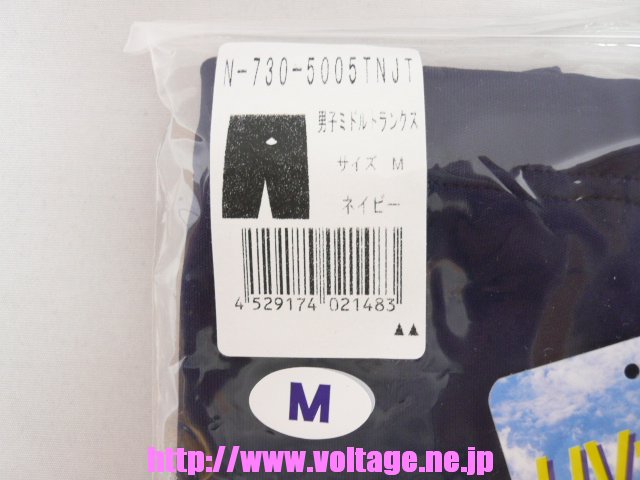 N-730-5005TNJT
男子ミドルトランクス
サイズ M
ネイビー
4 529174 021483
M
UV
http://www.voltage.ne.jp